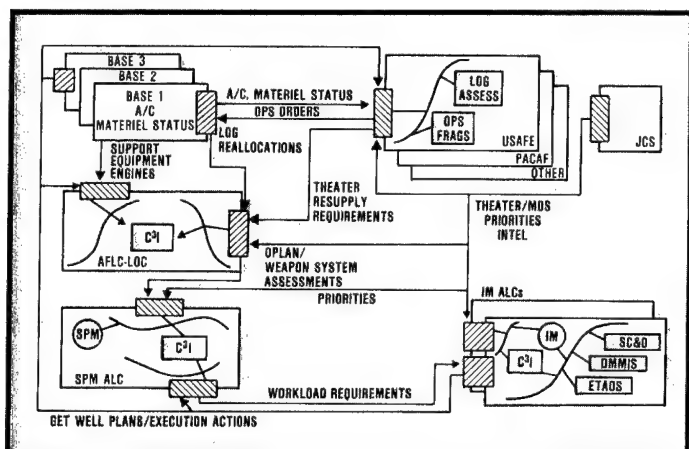 BASE 3
BASE 2
BASE 1
A/C
MATERIEL STATUS
A/C, MATERIEL STATUS
OPS ORDERS
LOG
REALLOCATIONS
SUPPORT
EQUIPMENT
ENGINES
LOG
ASSESS
OPS
FRAGS
USAFE
PACAF
OTHER
JCS
THEATER
RESUPPLY
REQUIREMENTS
THEATER/MDS
PRIORITIES
INTEL
C³I
AFLC-LOC
OPLAN/
WEAPON SYSTEM
ASSESSMENTS
PRIORITIES
SPM
C³I
SPM ALC
IM ALCs
IM
C³I
SC&D
DMMIS
ETADS
WORKLOAD REQUIREMENTS
GET WELL PLANS/EXECUTION ACTIONS